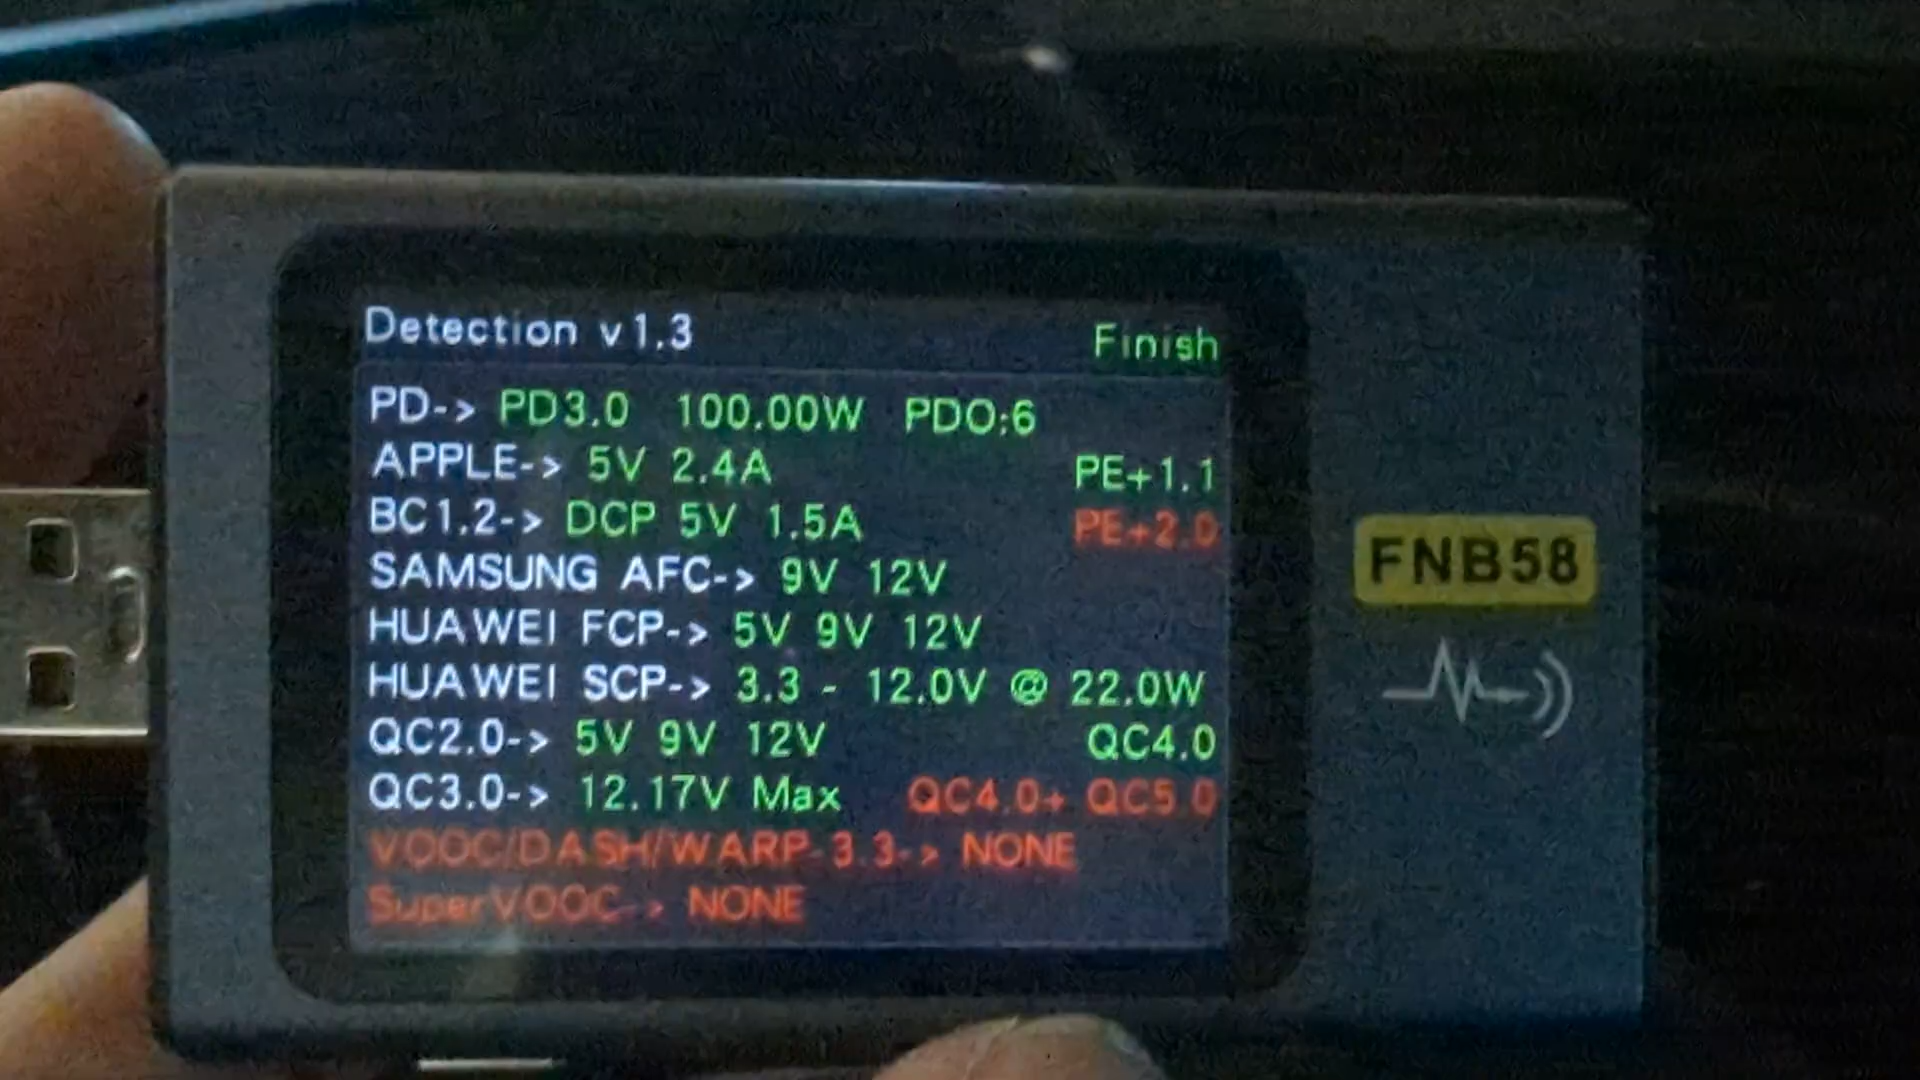 Detection v1.3 Finish
PD-> PD3.0 100.00W PDO:6
APPLE-> 5V 2.4A PE+1.1
BC1.2-> DCP 5V 1.5A PE+2.0
SAMSUNG AFC-> 9V 12V
HUAWEI FCP-> 5V 9V 12V
HUAWEI SCP-> 3.3 - 12.0V @ 22.0W
QC2.0-> 5V 9V 12V QC4.0
QC3.0-> 12.17V Max QC4.0+ QC5.0
VOOC/DASH/WARP-3.3-> NONE
SuperVOOC-> NONE
FNB58